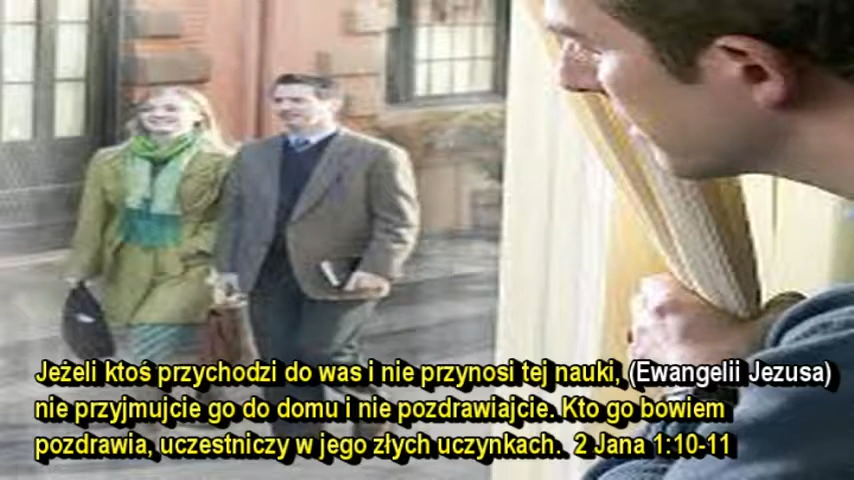 Jeżeli ktoś przychodzi do was i nie przynosi tej nauki, (Ewangelii Jezusa)
nie przyjmujcie go do domu i nie pozdrawiajcie. Kto go bowiem
pozdrawia, uczestniczy w jego złych uczynkach. 2 Jana 1:10-11